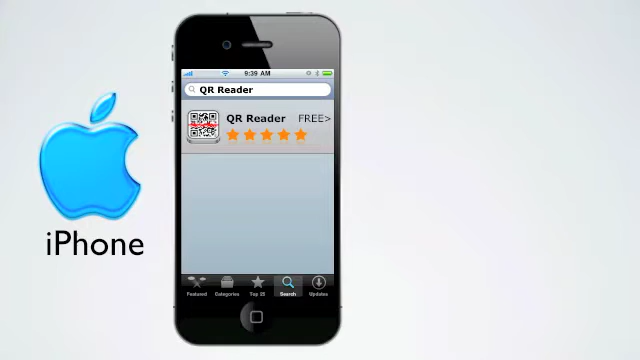 9:39 AM
QR Reader
QR Reader FREE>
iPhone
Featured Categories Top 25 Search Updates